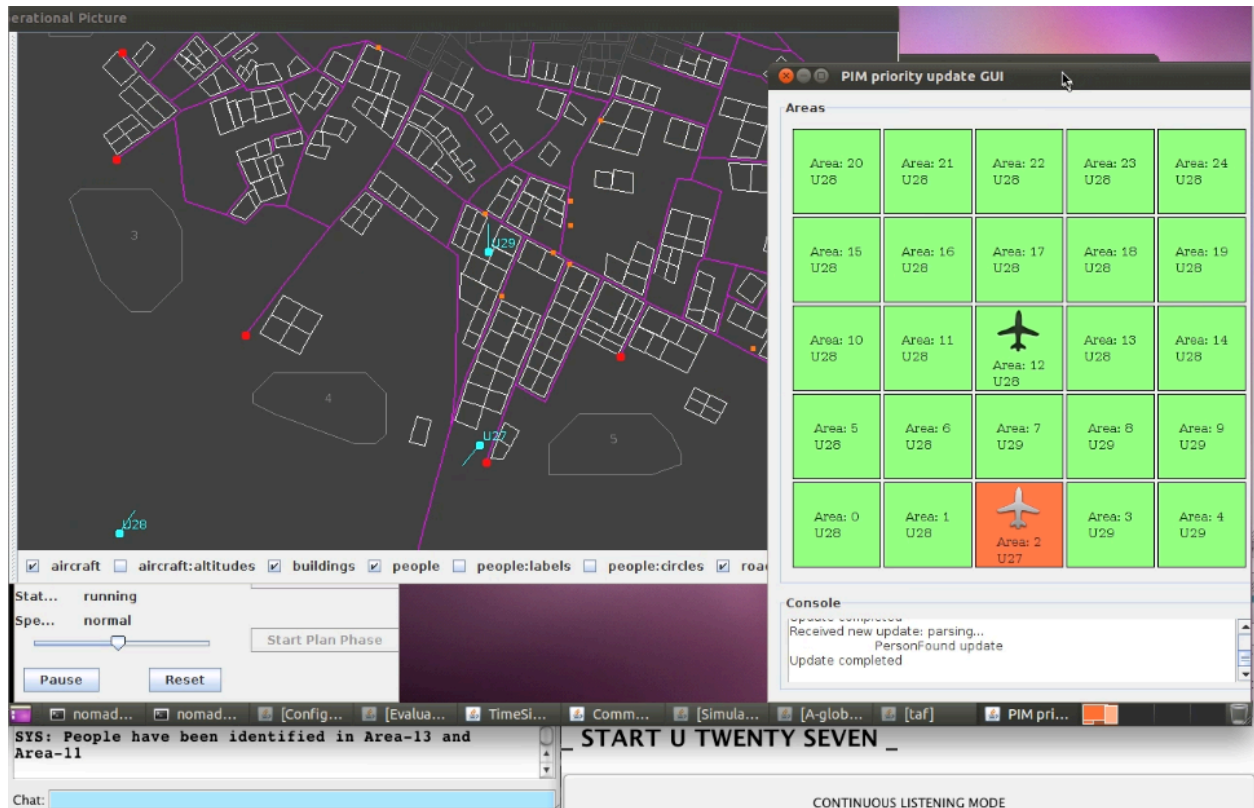 erational Picture
PIM priority update GUI
Areas
Area: 20
U28
Area: 21
U28
Area: 22
U28
Area: 23
U28
Area: 24
U28
Area: 15
U28
Area: 16
U28
Area: 17
U28
Area: 18
U28
Area: 19
U28
Area: 10
U28
Area: 11
U28
Area: 12
U28
Area: 13
U28
Area: 14
U28
Area: 5
U28
Area: 6
U28
Area: 7
U29
Area: 8
U29
Area: 9
U29
Area: 0
U28
Area: 1
U28
Area: 2
U27
Area: 3
U29
Area: 4
U29
3
U29
4
U27
5
U28
aircraft aircraft:altitudes buildings people people:labels people:circles roa
Stat... running
Spe... normal
Start Plan Phase
Pause Reset
Console
Update completed
Received new update: parsing...
PersonFound update
Update completed
nomad... nomad... [Config... [Evalua... TimeSi... Comm... [Simula... [A-glob... [taf] PIM pri...
SYS: People have been identified in Area-13 and
Area-11
Chat:
_ START U TWENTY SEVEN _
CONTINUOUS LISTENING MODE